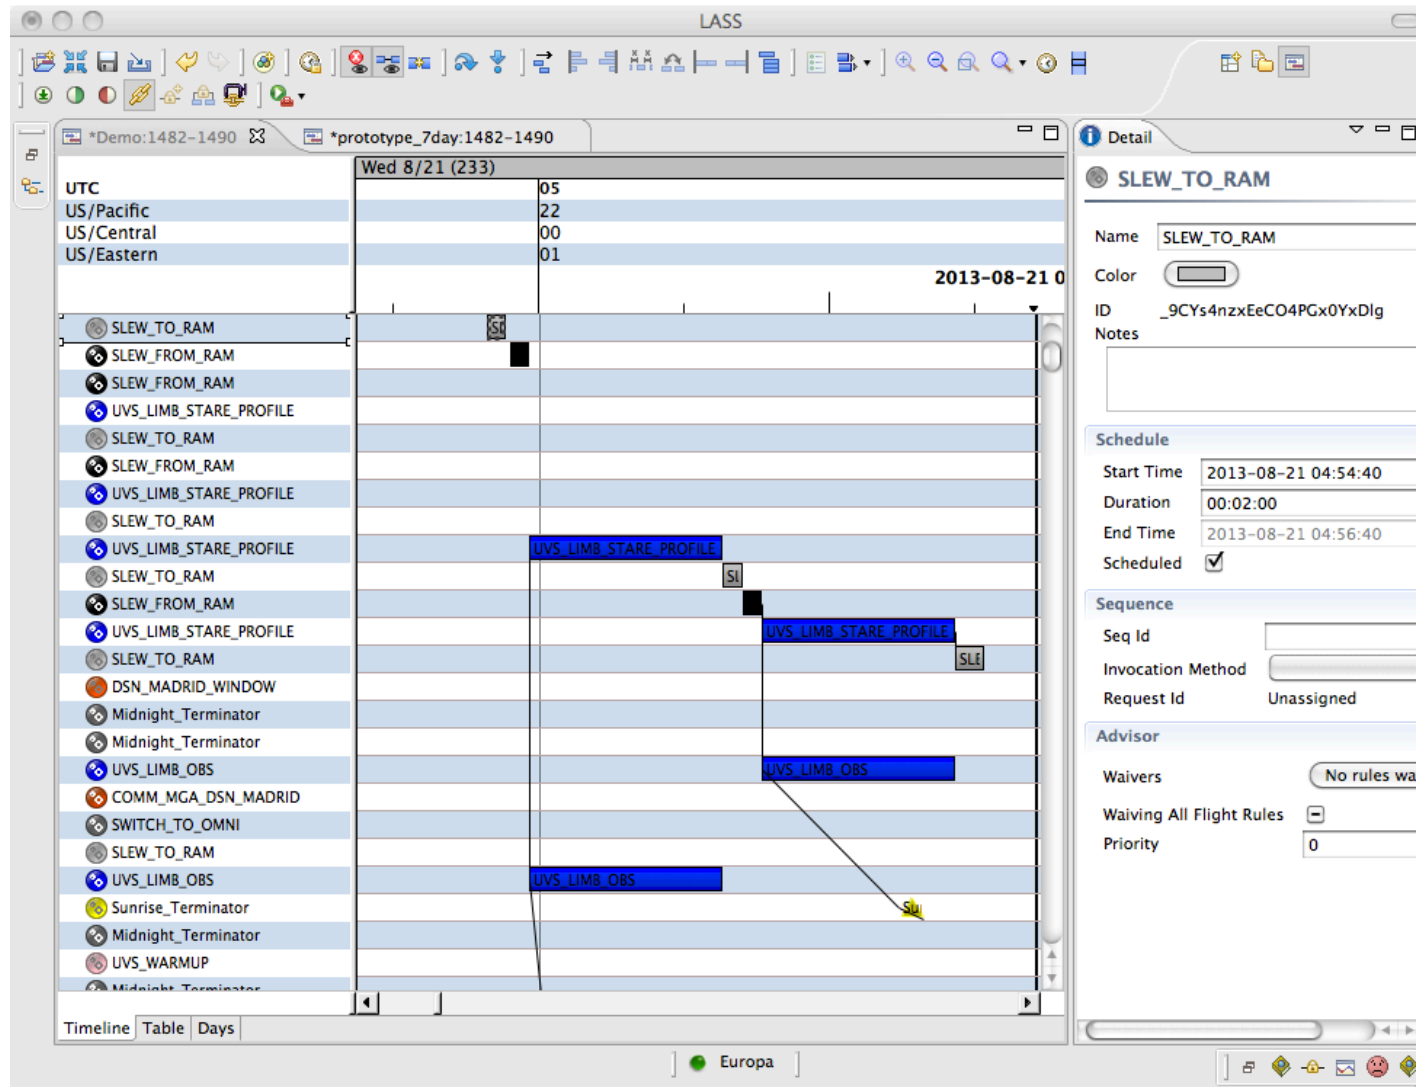 LASS
*Demo:1482-1490
*prototype_7day:1482-1490
Wed 8/21 (233)
UTC 05
US/Pacific 22
US/Central 00
US/Eastern 01
2013-08-21 0
SLEW_TO_RAM
SLEW_FROM_RAM
SLEW_FROM_RAM
UVS_LIMB_STARE_PROFILE
SLEW_TO_RAM
SLEW_FROM_RAM
UVS_LIMB_STARE_PROFILE
SLEW_TO_RAM
UVS_LIMB_STARE_PROFILE UVS_LIMB_STARE_PROFILE
SLEW_TO_RAM SL
SLEW_FROM_RAM
UVS_LIMB_STARE_PROFILE UVS_LIMB_STARE_PROFILE
SLEW_TO_RAM SLE
DSN_MADRID_WINDOW
Midnight_Terminator
Midnight_Terminator
UVS_LIMB_OBS UVS_LIMB_OBS
COMM_MGA_DSN_MADRID
SWITCH_TO_OMNI
SLEW_TO_RAM
UVS_LIMB_OBS UVS_LIMB_OBS
Sunrise_Terminator Su
Midnight_Terminator
UVS_WARMUP
Midnight_Terminator
Timeline Table Days
Detail
SLEW_TO_RAM
Name SLEW_TO_RAM
Color
ID _9CYs4nzxEeCO4PGx0YxDlg
Notes
Schedule
Start Time 2013-08-21 04:54:40
Duration 00:02:00
End Time 2013-08-21 04:56:40
Scheduled
Sequence
Seq Id
Invocation Method
Request Id Unassigned
Advisor
Waivers No rules wa
Waiving All Flight Rules
Priority 0
Europa